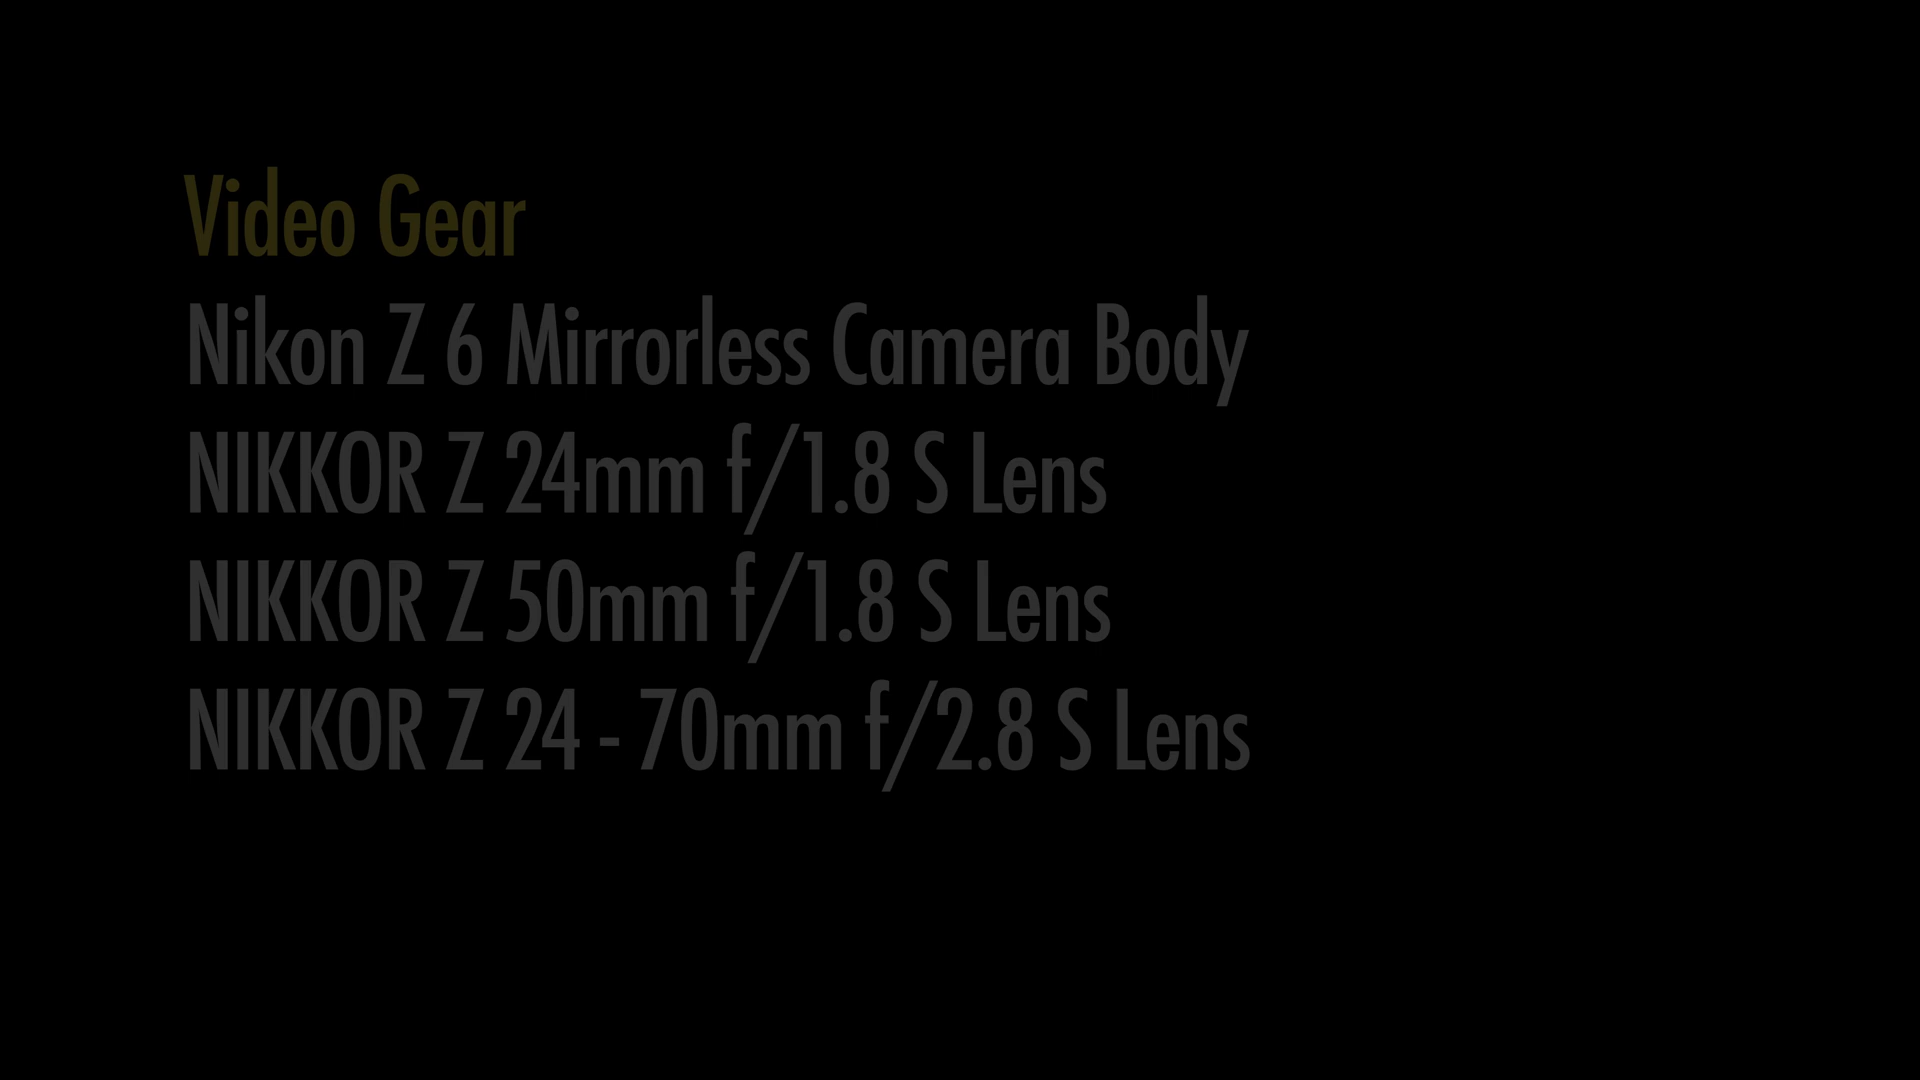 Video Gear
Nikon Z 6 Mirrorless Camera Body
NIKKOR Z 24mm f/1.8 S Lens
NIKKOR Z 50mm f/1.8 S Lens
NIKKOR Z 24 - 70mm f/2.8 S Lens